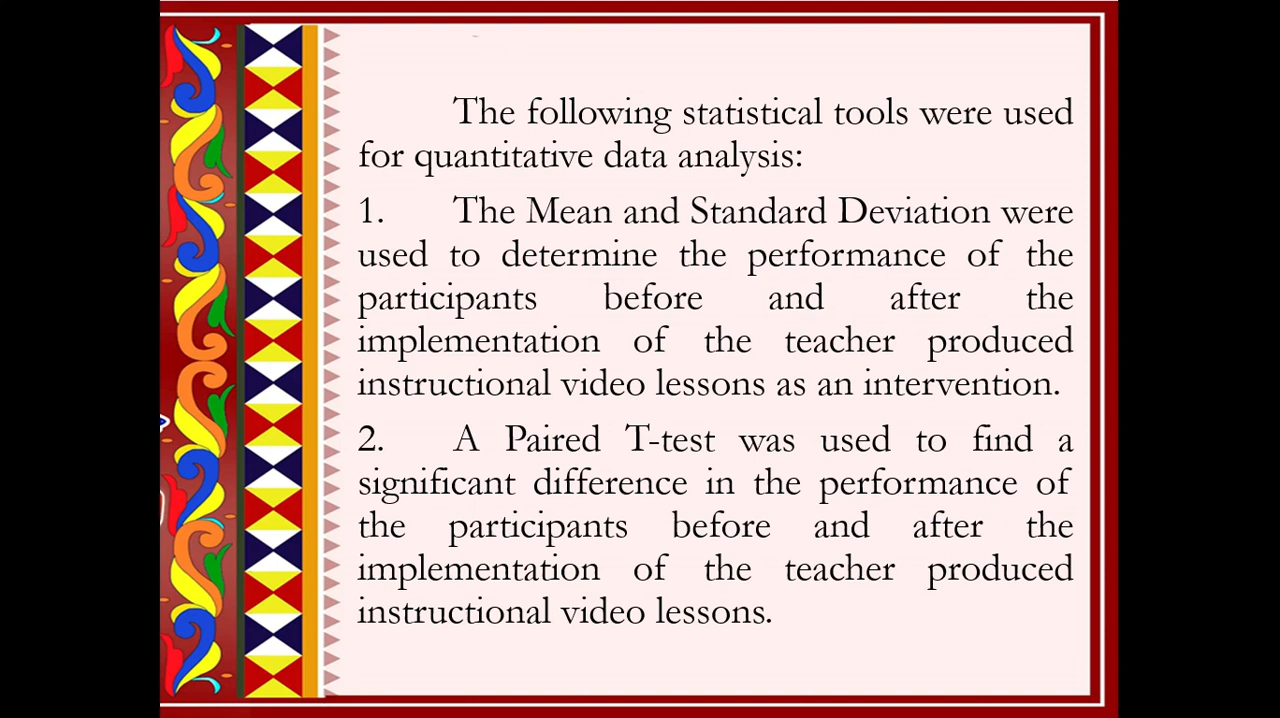 The following statistical tools were used
for quantitative data analysis:
1. The Mean and Standard Deviation were
used to determine the performance of the
participants before and after the
implementation of the teacher produced
instructional video lessons as an intervention.
2. A Paired T-test was used to find a
significant difference in the performance of
the participants before and after the
implementation of the teacher produced
instructional video lessons.